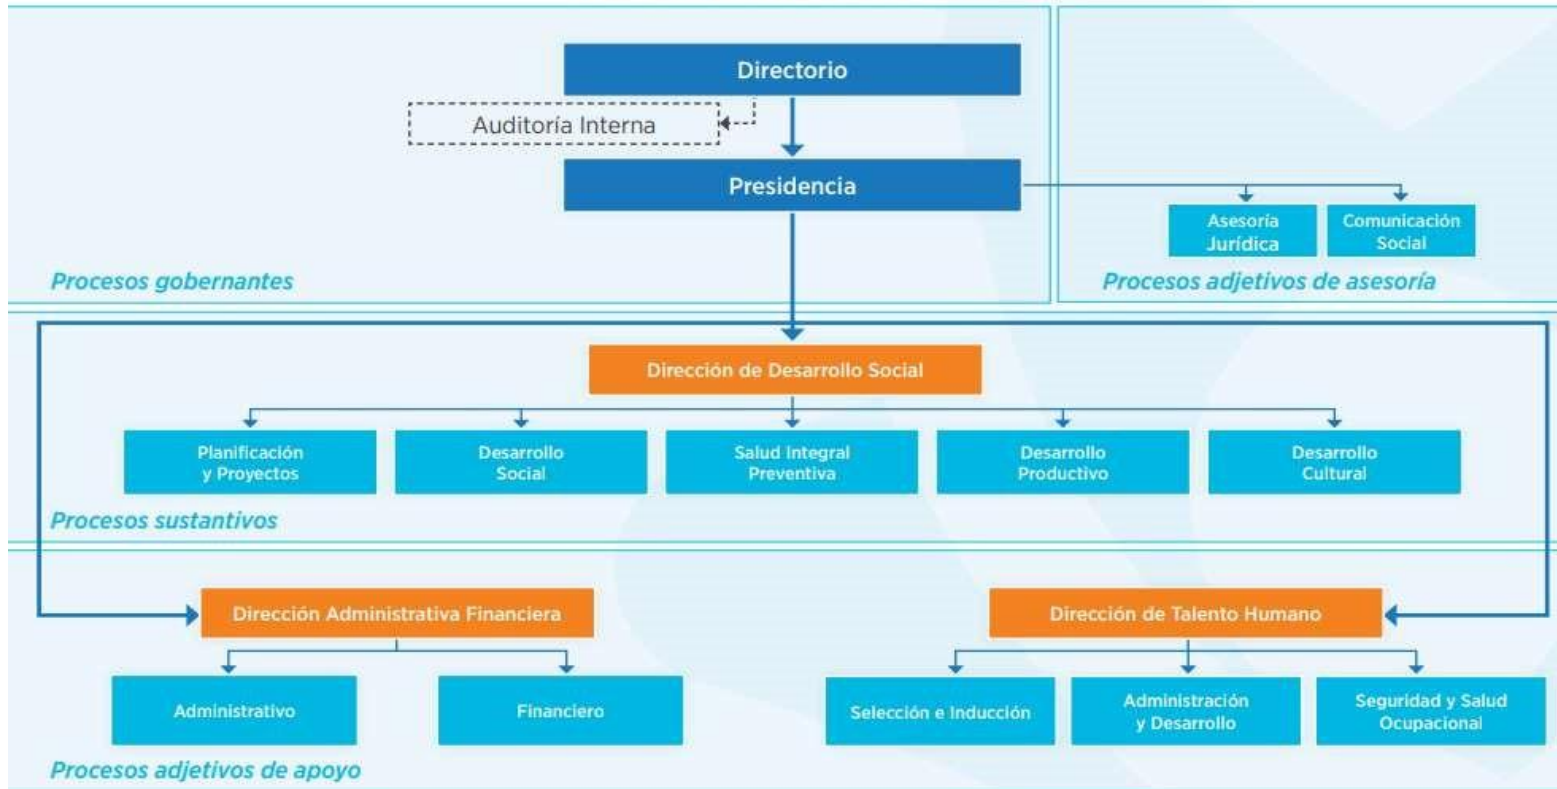 Directorio
Auditoría Interna
Presidencia
Asesoría
Jurídica
Comunicación
Social
Procesos gobernantes
Procesos adjetivos de asesoría
Dirección de Desarrollo Social
Planificación
y Proyectos
Desarrollo
Social
Salud Integral
Preventiva
Desarrollo
Productivo
Desarrollo
Cultural
Procesos sustantivos
Dirección Administrativa Financiera
Dirección de Talento Humano
Administrativo
Financiero
Selección e Inducción
Administración
y Desarrollo
Seguridad y Salud
Ocupacional
Procesos adjetivos de apoyo